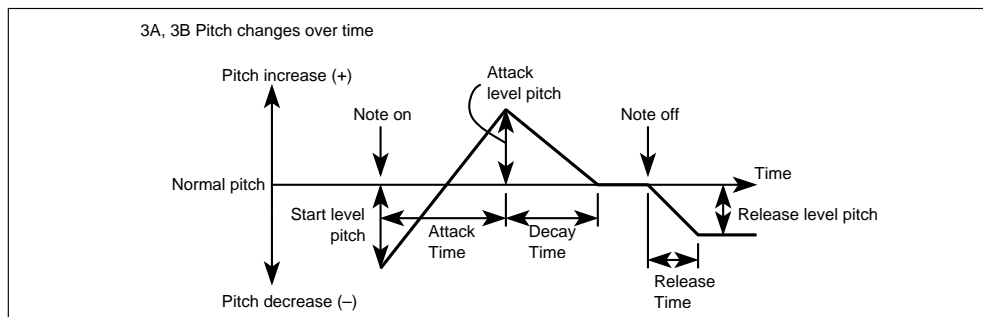 3A, 3B Pitch changes over time
Pitch increase (+)
Attack
level pitch
Note on
Note off
Normal pitch
Time
Start level
pitch
Attack
Time
Decay
Time
Release level pitch
Release
Time
Pitch decrease (–)